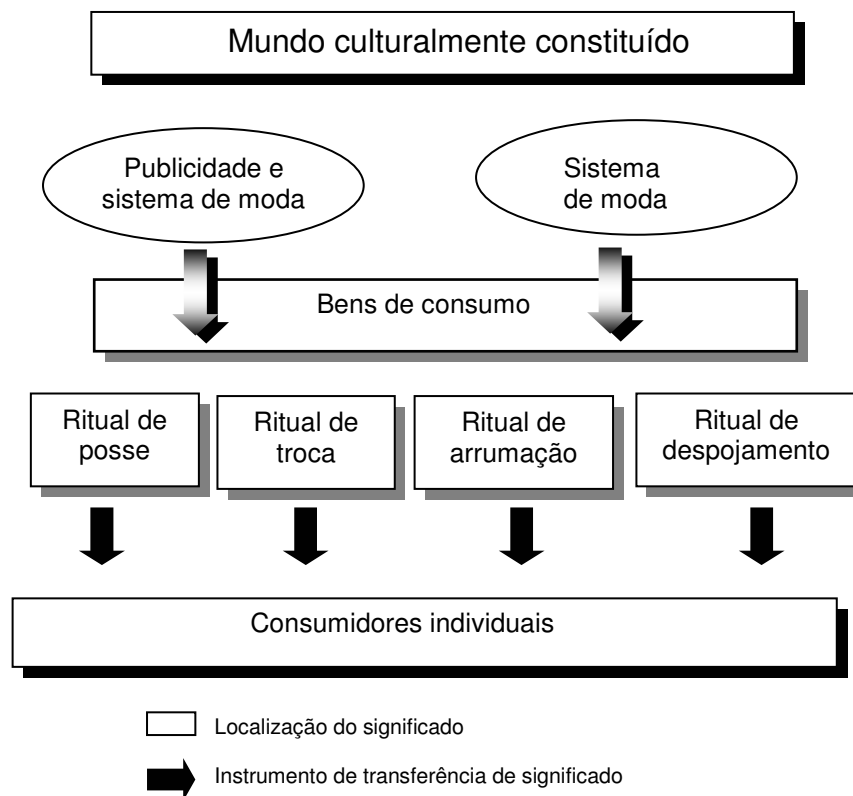 Mundo culturalmente constituído
Publicidade e
sistema de moda
Sistema
de moda
Bens de consumo
Ritual de
posse
Ritual de
troca
Ritual de
arrumação
Ritual de
despojamento
Consumidores individuais
Localização do significado
Instrumento de transferência de significado